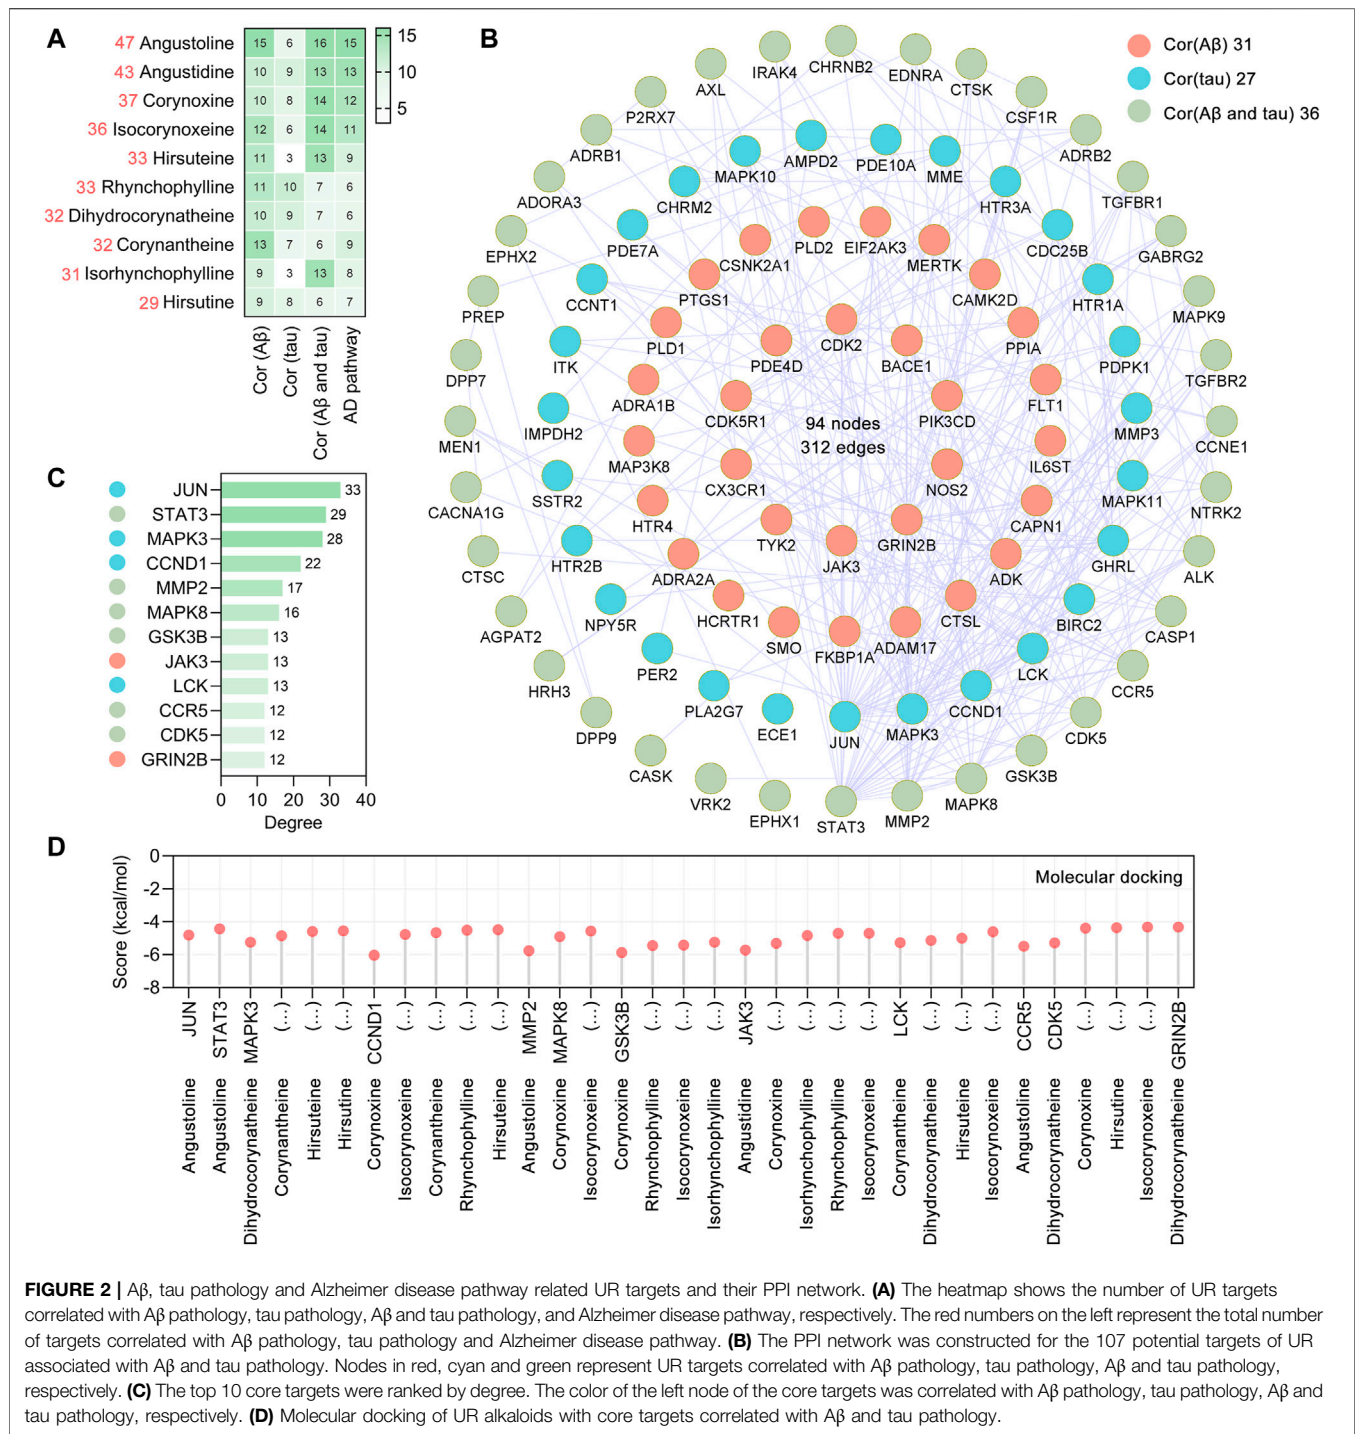 A
47 Angustoline 15 6 16 15
43 Angustidine 10 9 13 13
37 Corynoxine 10 8 14 12
36 Isocorynoxeine 12 6 14 11
33 Hirsuteine 11 3 13 9
33 Rhynchophylline 11 10 7 6
32 Dihydrocorynatheine 10 9 7 6
32 Corynantheine 13 7 6 9
31 Isorhynchophylline 9 3 13 8
29 Hirsutine 9 8 6 7
Cor (Aβ)
Cor (tau)
Cor (Aβ and tau)
AD pathway
15
10
5
B
Cor(Aβ) 31
Cor(tau) 27
Cor(Aβ and tau) 36
CHRNB2
IRAK4
EDNRA
AXL
CTSK
P2RX7
CSF1R
ADRB1
ADRB2
AMPD2
PDE10A
MAPK10
MME
ADORA3
TGFBR1
CHRM2
HTR3A
EPHX2
PDE7A
PLD2
EIF2AK3
CDC25B
GABRG2
CSNK2A1
MERTK
PREP
CCNT1
PTGS1
CAMK2D
HTR1A
MAPK9
DPP7
ITK
PLD1
PDE4D
CDK2
BACE1
PPIA
PDPK1
TGFBR2
MEN1
IMPDH2
ADRA1B
CDK5R1
PIK3CD
FLT1
MMP3
CCNE1
94 nodes
312 edges
CACNA1G
SSTR2
MAP3K8
CX3CR1
NOS2
IL6ST
MAPK11
NTRK2
CTSC
HTR2B
HTR4
TYK2
JAK3
GRIN2B
CAPN1
GHRL
ALK
AGPAT2
NPY5R
ADRA2A
ADK
BIRC2
CASP1
HCRTR1
CTSL
HRH3
PER2
SMO
FKBP1A
ADAM17
LCK
CCR5
DPP9
PLA2G7
ECE1
JUN
MAPK3
CCND1
CDK5
CASK
GSK3B
VRK2
EPHX1
STAT3
MMP2
MAPK8
C
JUN 33
STAT3 29
MAPK3 28
CCND1 22
MMP2 17
MAPK8 16
GSK3B 13
JAK3 13
LCK 13
CCR5 12
CDK5 12
GRIN2B 12
0 10 20 30 40
Degree
D
Molecular docking
Score (kcal/mol)
0
-2
-4
-6
-8
JUN
STAT3
MAPK3
(...)
(...)
(...)
CCND1
(...)
(...)
(...)
(...)
MMP2
MAPK8
(...)
GSK3B
(...)
(...)
(...)
JAK3
(...)
(...)
(...)
(...)
LCK
(...)
(...)
(...)
CCR5
CDK5
(...)
(...)
(...)
GRIN2B
Angustoline
Angustoline
Dihydrocorynatheine
Corynantheine
Hirsuteine
Hirsutine
Corynoxine
Isocorynoxeine
Corynantheine
Rhynchophylline
Hirsuteine
Angustoline
Corynoxine
Isocorynoxeine
Corynoxine
Rhynchophylline
Isocorynoxeine
Isorhynchophylline
Angustidine
Corynoxine
Isorhynchophylline
Rhynchophylline
Isocorynoxeine
Corynantheine
Dihydrocorynatheine
Hirsuteine
Isocorynoxeine
Angustoline
Dihydrocorynatheine
Corynoxine
Hirsutine
Isocorynoxeine
Dihydrocorynatheine
FIGURE 2 | Aβ, tau pathology and Alzheimer disease pathway related UR targets and their PPI network. (A) The heatmap shows the number of UR targets
correlated with Aβ pathology, tau pathology, Aβ and tau pathology, and Alzheimer disease pathway, respectively. The red numbers on the left represent the total number
of targets correlated with Aβ pathology, tau pathology and Alzheimer disease pathway. (B) The PPI network was constructed for the 107 potential targets of UR
associated with Aβ and tau pathology. Nodes in red, cyan and green represent UR targets correlated with Aβ pathology, tau pathology, Aβ and tau pathology,
respectively. (C) The top 10 core targets were ranked by degree. The color of the left node of the core targets was correlated with Aβ pathology, tau pathology, Aβ and
tau pathology, respectively. (D) Molecular docking of UR alkaloids with core targets correlated with Aβ and tau pathology.